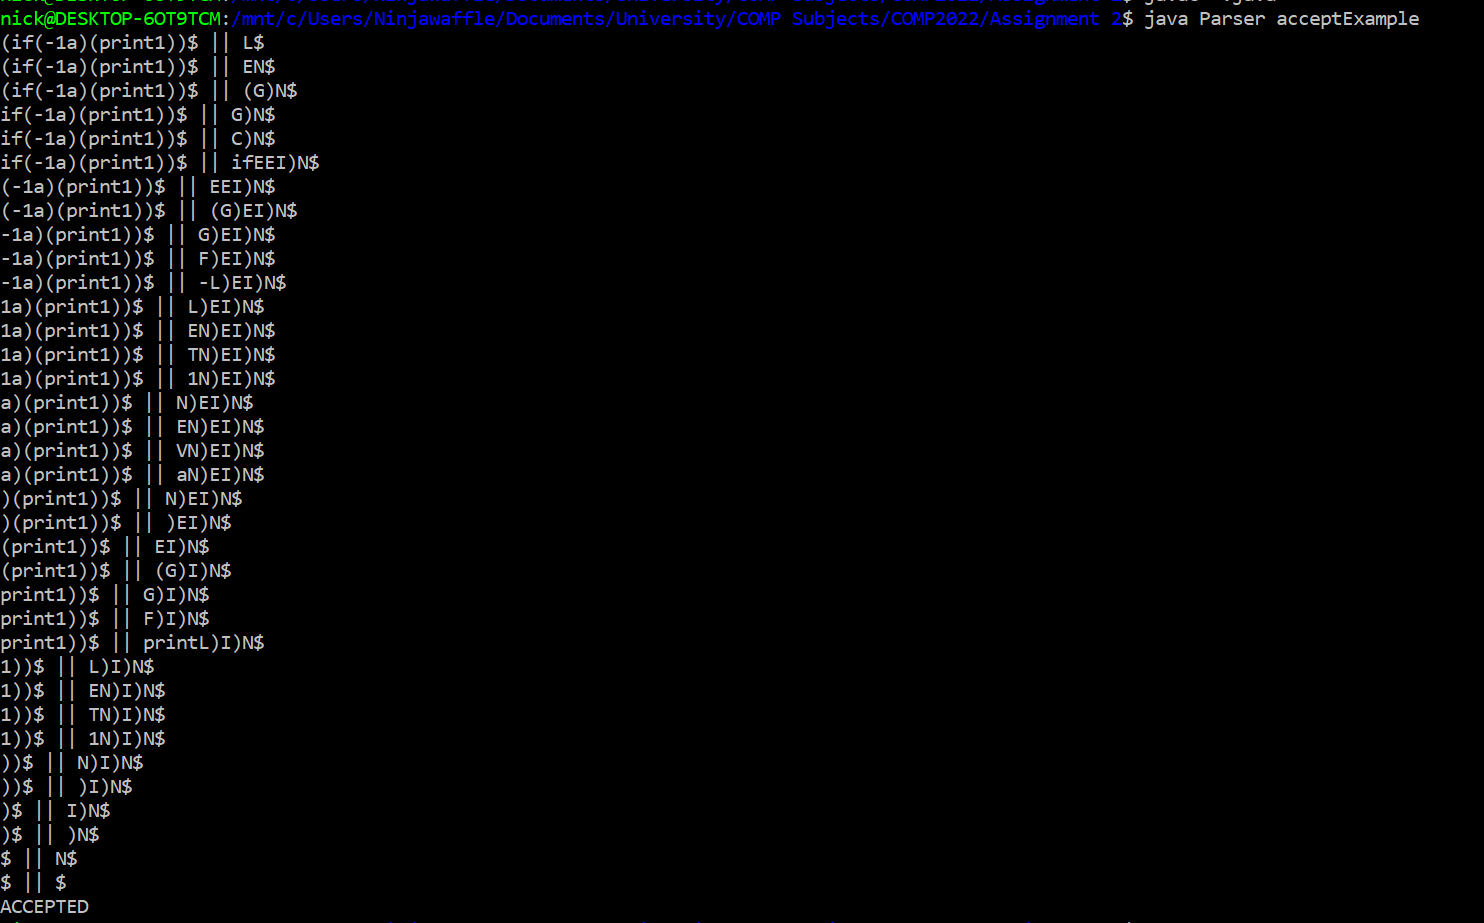 nick@DESKTOP-6OT9TCM:/mnt/c/Users/Ninjawaffle/Documents/University/COMP Subjects/COMP2022/Assignment 2$ java Parser acceptExample
(if(-1a)(print1))$ || L$
(if(-1a)(print1))$ || EN$
(if(-1a)(print1))$ || (G)N$
if(-1a)(print1))$ || G)N$
if(-1a)(print1))$ || C)N$
if(-1a)(print1))$ || ifEEI)N$
(-1a)(print1))$ || EEI)N$
(-1a)(print1))$ || (G)EI)N$
-1a)(print1))$ || G)EI)N$
-1a)(print1))$ || F)EI)N$
-1a)(print1))$ || -L)EI)N$
1a)(print1))$ || L)EI)N$
1a)(print1))$ || EN)EI)N$
1a)(print1))$ || TN)EI)N$
1a)(print1))$ || 1N)EI)N$
a)(print1))$ || N)EI)N$
a)(print1))$ || EN)EI)N$
a)(print1))$ || VN)EI)N$
a)(print1))$ || aN)EI)N$
)(print1))$ || N)EI)N$
)(print1))$ || )EI)N$
(print1))$ || EI)N$
(print1))$ || (G)I)N$
print1))$ || G)I)N$
print1))$ || F)I)N$
print1))$ || printL)I)N$
1))$ || L)I)N$
1))$ || EN)I)N$
1))$ || TN)I)N$
1))$ || 1N)I)N$
))$ || N)I)N$
))$ || )I)N$
)$ || I)N$
)$ || )N$
$ || N$
$ || $
ACCEPTED